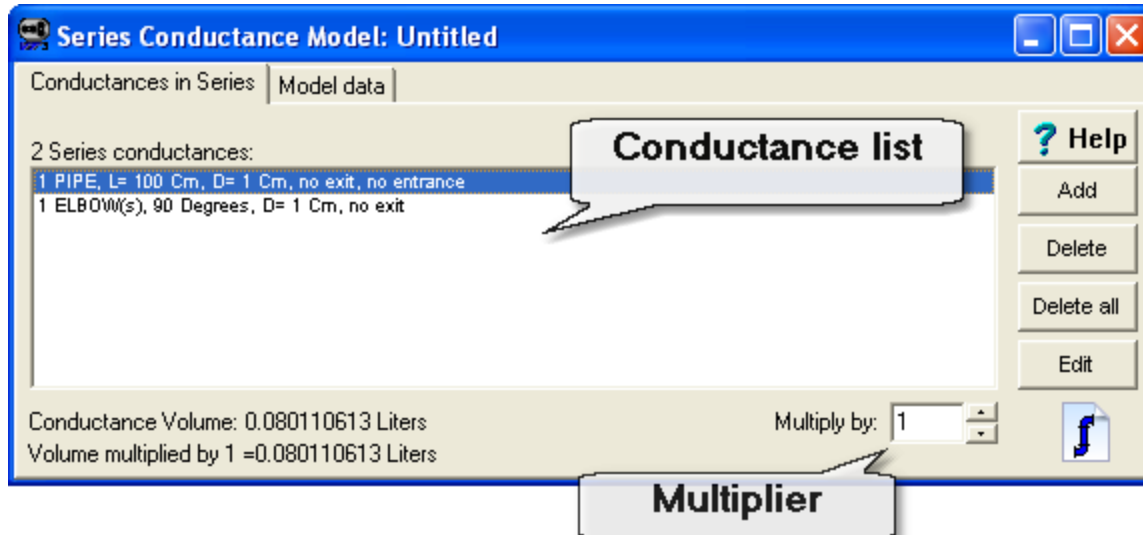 Series Conductance Model: Untitled
Conductances in Series
Model data
2 Series conductances:
Conductance list
1 PIPE, L= 100 Cm, D= 1 Cm, no exit, no entrance
1 ELBOW(s), 90 Degrees, D= 1 Cm, no exit
? Help
Add
Delete
Delete all
Edit
Conductance Volume: 0.080110613 Liters
Multiply by: 1
Volume multiplied by 1 =0.080110613 Liters
Multiplier